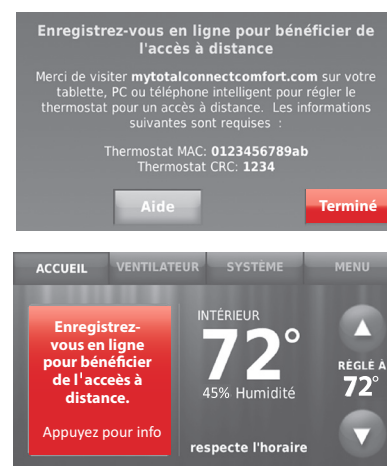 Enregistrez-vous en ligne pour bénéficier de
l'accès à distance
Merci de visiter mytotalconnectcomfort.com sur votre
tablette, PC ou téléphone intelligent pour régler le
thermostat pour un accès à distance. Les informations
suivantes sont requises :
Thermostat MAC: 0123456789ab
Thermostat CRC: 1234
Aide
Terminé
ACCUEIL VENTILATEUR SYSTÈME MENU
Enregis­trez-
vous en ligne
pour bénéficier
de l'acceès à
distance.
Appuyez pour info
INTÉRIEUR
72°
45% Humidité
respecte l'horaire
RÉGLÉ À
72°